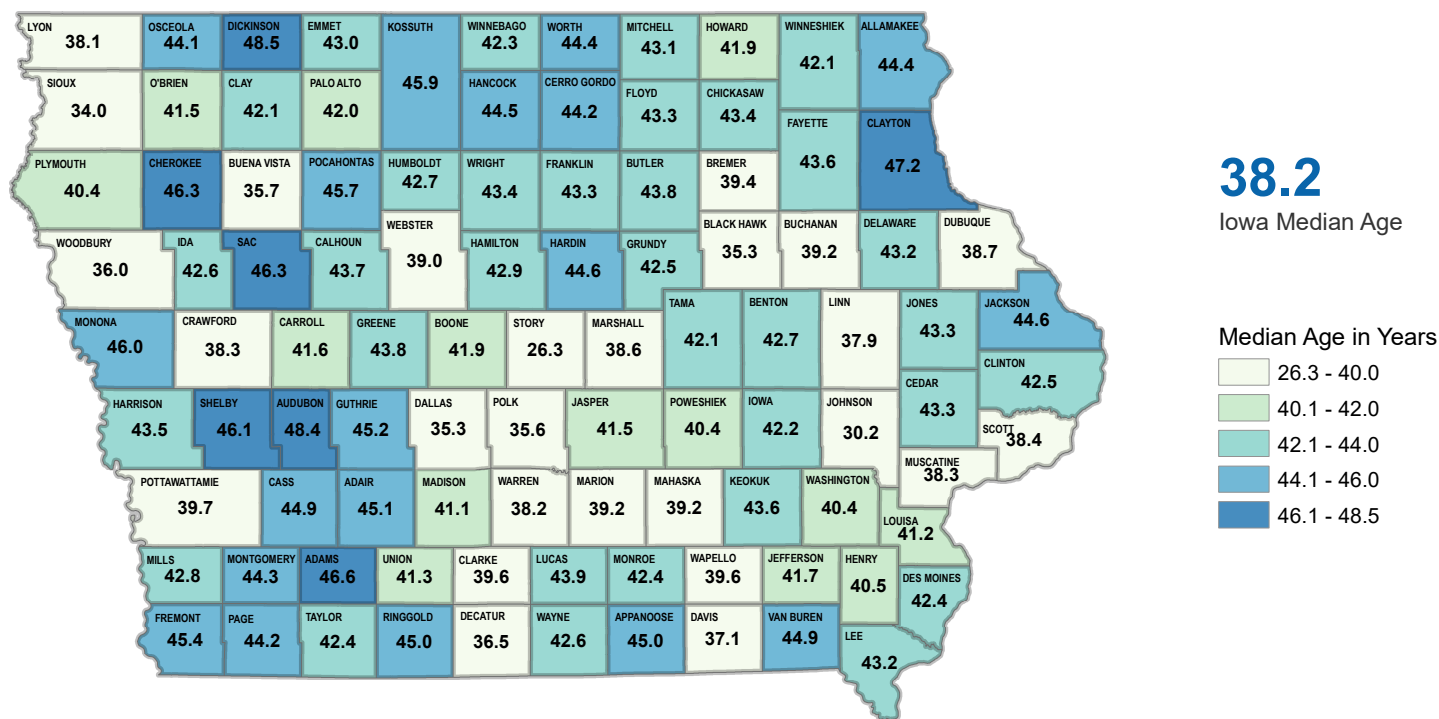 LYON
38.1
OSCEOLA
44.1
DICKINSON
48.5
EMMET
43.0
KOSSUTH
45.9
WINNEBAGO
42.3
WORTH
44.4
MITCHELL
43.1
HOWARD
41.9
WINNESHIEK
42.1
ALLAMAKEE
44.4
SIOUX
34.0
O'BRIEN
41.5
CLAY
42.1
PALO ALTO
42.0
HANCOCK
44.5
CERRO GORDO
44.2
FLOYD
43.3
CHICKASAW
43.4
FAYETTE
43.6
CLAYTON
47.2
PLYMOUTH
40.4
CHEROKEE
46.3
BUENA VISTA
35.7
POCAHONTAS
45.7
HUMBOLDT
42.7
WRIGHT
43.4
FRANKLIN
43.3
BUTLER
43.8
BREMER
39.4
WOODBURY
36.0
IDA
42.6
SAC
46.3
CALHOUN
43.7
WEBSTER
39.0
HAMILTON
42.9
HARDIN
44.6
GRUNDY
42.5
BLACK HAWK
35.3
BUCHANAN
39.2
DELAWARE
43.2
DUBUQUE
38.7
MONONA
46.0
CRAWFORD
38.3
CARROLL
41.6
GREENE
43.8
BOONE
41.9
STORY
26.3
MARSHALL
38.6
TAMA
42.1
BENTON
42.7
LINN
37.9
JONES
43.3
JACKSON
44.6
CLINTON
42.5
CEDAR
43.3
HARRISON
43.5
SHELBY
46.1
AUDUBON
48.4
GUTHRIE
45.2
DALLAS
35.3
POLK
35.6
JASPER
41.5
POWESHIEK
40.4
IOWA
42.2
JOHNSON
30.2
SCOTT
38.4
MUSCATINE
38.3
POTTAWATTAMIE
39.7
CASS
44.9
ADAIR
45.1
MADISON
41.1
WARREN
38.2
MARION
39.2
MAHASKA
39.2
KEOKUK
43.6
WASHINGTON
40.4
LOUISA
41.2
MILLS
42.8
MONTGOMERY
44.3
ADAMS
46.6
UNION
41.3
CLARKE
39.6
LUCAS
43.9
MONROE
42.4
WAPELLO
39.6
JEFFERSON
41.7
HENRY
40.5
DES MOINES
42.4
FREMONT
45.4
PAGE
44.2
TAYLOR
42.4
RINGGOLD
45.0
DECATUR
36.5
WAYNE
42.6
APPANOOSE
45.0
DAVIS
37.1
VAN BUREN
44.9
LEE
43.2
38.2
Iowa Median Age
Median Age in Years
26.3 - 40.0
40.1 - 42.0
42.1 - 44.0
44.1 - 46.0
46.1 - 48.5